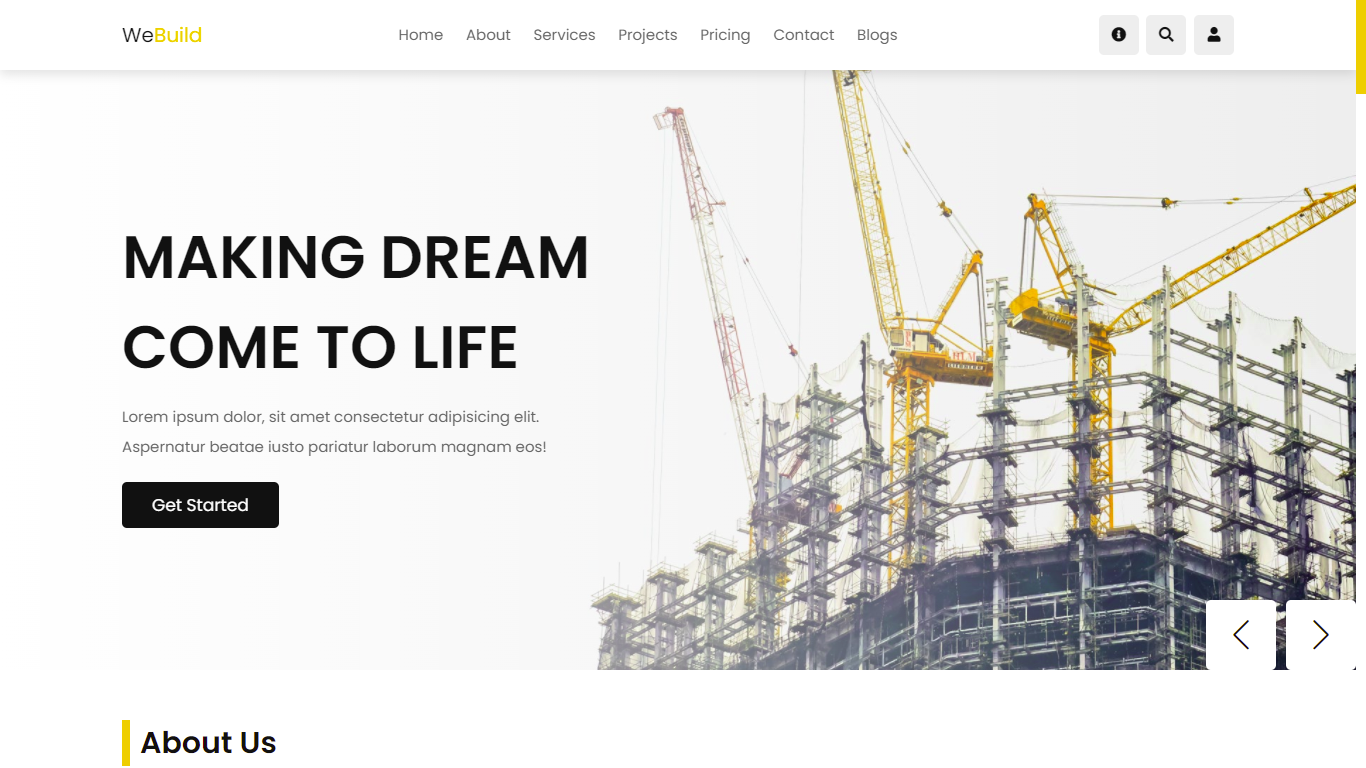 WeBuild
Home About Services Projects Pricing Contact Blogs
MAKING DREAM
COME TO LIFE
Lorem ipsum dolor, sit amet consectetur adipisicing elit.
Aspernatur beatae iusto pariatur laborum magnam eos!
Get Started
About Us